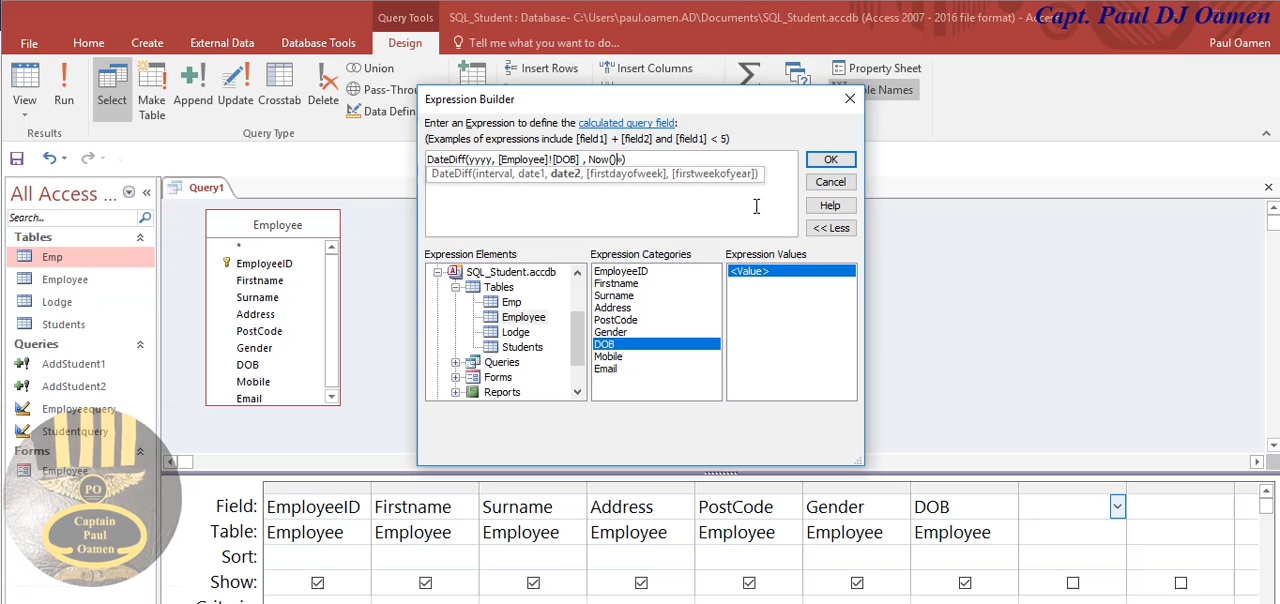 Query Tools
SQL_Student : Database- C:\Users\paul.oamen.AD\Documents\SQL_Student.accdb (Access 2007 - 2016 file format) -
Capt. Paul DJ Oamen
File Home Create External Data Database Tools Design Tell me what you want to do... Paul Oamen
View
Run
Select
Make Table
Append
Update
Crosstab
Delete
Union
Pass-Throu
Data Defin
Insert Rows
Insert Columns
Property Sheet
Names
Results
Query Type
Expression Builder
Enter an Expression to define the calculated query field:
(Examples of expressions include [field1] + [field2] and [field1] < 5)
DateDiff(yyyy, [Employee]![DOB] , Now()»)
DateDiff(interval, date1, date2, [firstdayofweek], [firstweekofyear])
OK
Cancel
Help
<< Less
Expression Elements
SQL_Student.accdb
Tables
Emp
Employee
Lodge
Students
Queries
Forms
Reports
Expression Categories
EmployeeID
Firstname
Surname
Address
PostCode
Gender
DOB
Mobile
Email
Expression Values
<Value>
All Access ...
Search...
Tables
Emp
Employee
Lodge
Students
Queries
AddStudent1
AddStudent2
Employeequery
Studentquery
Forms
Employee
PO
Captain
Paul
Oamen
Query1
Employee
*
EmployeeID
Firstname
Surname
Address
PostCode
Gender
DOB
Mobile
Email
Field: EmployeeID Firstname Surname Address PostCode Gender DOB
Table: Employee Employee Employee Employee Employee Employee Employee
Sort:
Show: